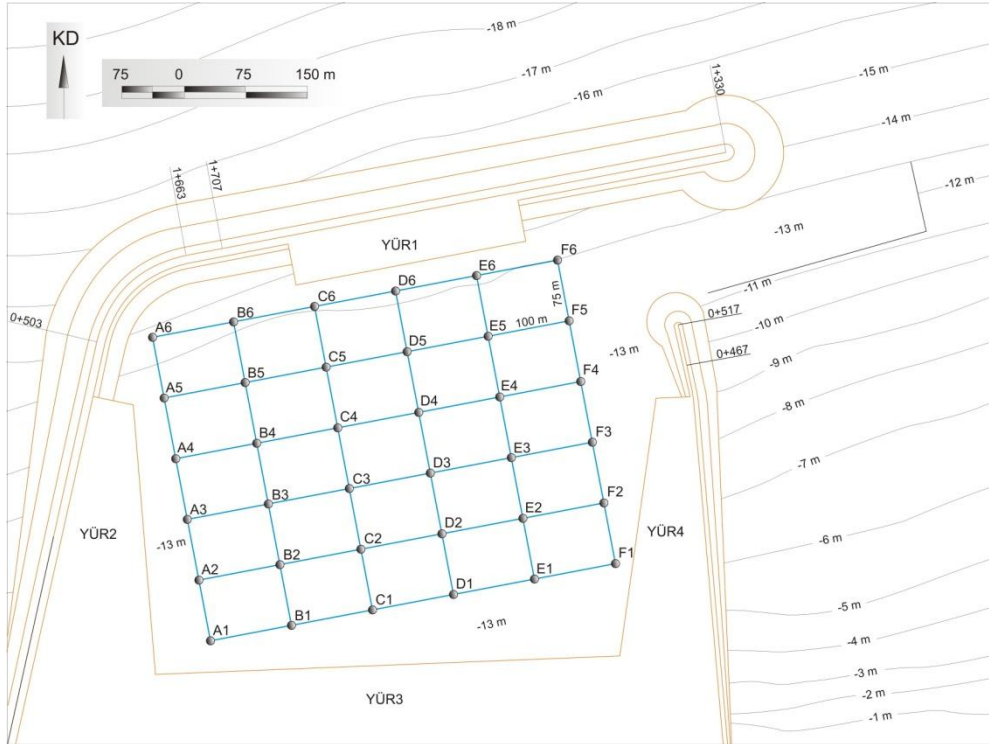 KD
75 0 75 150 m
-18 m
-17 m
-16 m
-15 m
-14 m
-12 m
-13 m
-11 m
-10 m
-9 m
-8 m
-7 m
-6 m
-5 m
-4 m
-3 m
-2 m
-1 m
1+330
1+663
1+707
0+503
0+517
0+467
YÜR1
YÜR2
YÜR3
YÜR4
75 m
100 m
-13 m
-13 m
-13 m
A6 B6 C6 D6 E6 F6
A5 B5 C5 D5 E5 F5
A4 B4 C4 D4 E4 F4
A3 B3 C3 D3 E3 F3
A2 B2 C2 D2 E2 F2
A1 B1 C1 D1 E1 F1